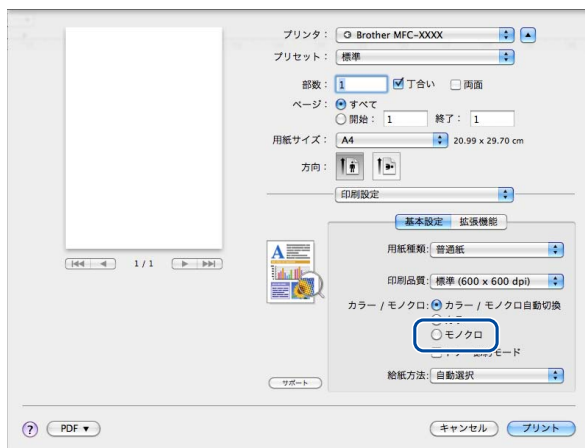 プリンタ： Brother MFC-XXXX
プリセット： 標準
部数： 1 丁合い 両面
ページ： すべて
開始： 1 終了： 1
用紙サイズ： A4 20.99 x 29.70 cm
方向：
印刷設定
基本設定 拡張機能
用紙種類: 普通紙
1 / 1
印刷品質: 標準 (600 x 600 dpi)
カラー / モノクロ: カラー / モノクロ自動切換
モノクロ
給紙方法: 自動選択
サポート
? PDF ▼ キャンセル プリント